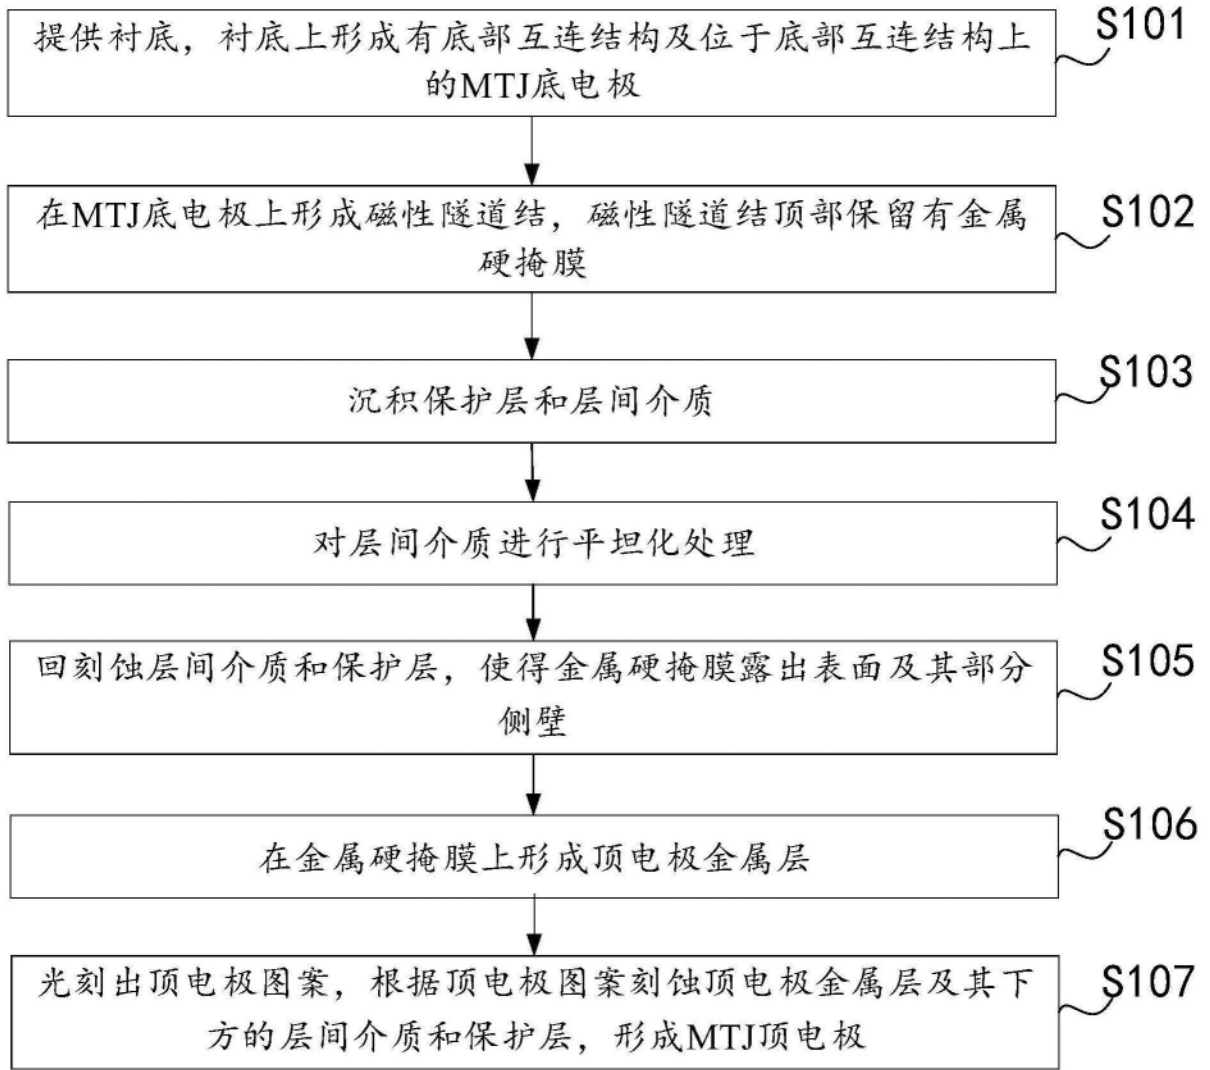 提供衬底，衬底上形成有底部互连结构及位于底部互连结构上
的MTJ底电极
S101
在MTJ底电极上形成磁性隧道结，磁性隧道结顶部保留有金属
硬掩膜
S102
沉积保护层和层间介质
S103
对层间介质进行平坦化处理
S104
回刻蚀层间介质和保护层，使得金属硬掩膜露出表面及其部分
侧壁
S105
在金属硬掩膜上形成顶电极金属层
S106
光刻出顶电极图案，根据顶电极图案刻蚀顶电极金属层及其下
方的层间介质和保护层，形成MTJ顶电极
S107